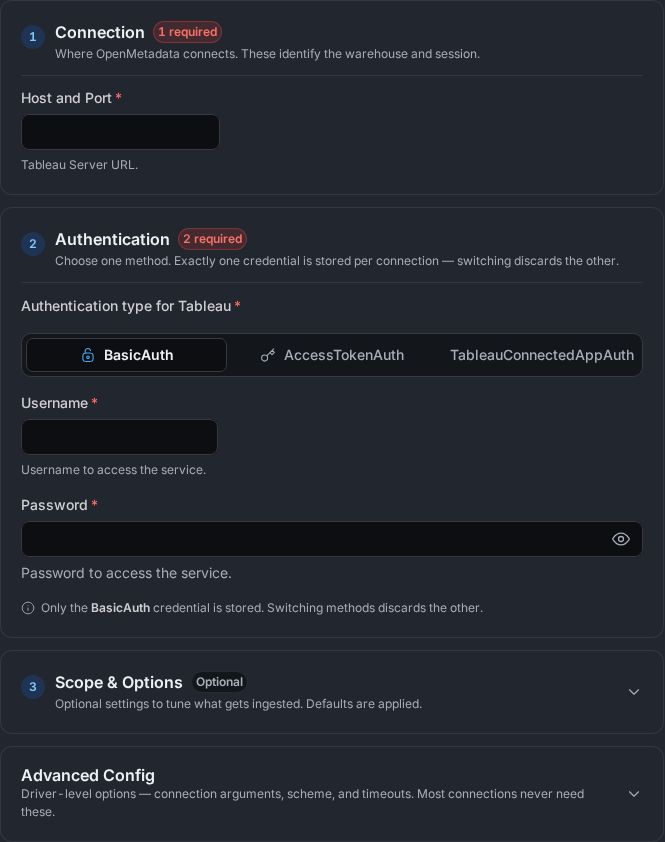 1
Connection 1 required
Where OpenMetadata connects. These identify the warehouse and session.
Host and Port *
Tableau Server URL.
2
Authentication 2 required
Choose one method. Exactly one credential is stored per connection — switching discards the other.
Authentication type for Tableau *
BasicAuth AccessTokenAuth TableauConnectedAppAuth
Username *
Username to access the service.
Password *
Password to access the service.
Only the BasicAuth credential is stored. Switching methods discards the other.
3
Scope & Options Optional
Optional settings to tune what gets ingested. Defaults are applied.
Advanced Config
Driver-level options — connection arguments, scheme, and timeouts. Most connections never need
these.